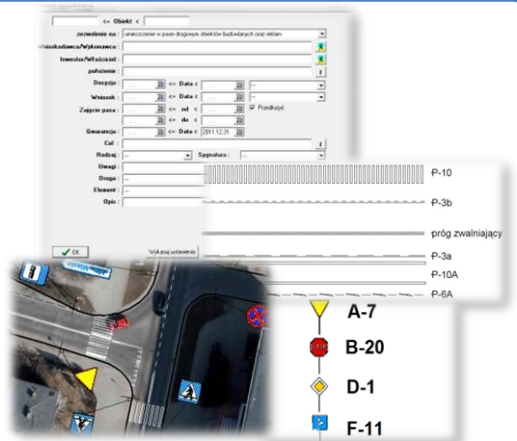 <= Obiekt <
zezwolenie na : umieszczenie w pasie drogowym obiektów budowlanych oraz reklam.
Wnioskodawca/Wykonawca :
Inwestor/Właściciel :
położenie :
Decyzja : <= Data < --
Wniosek : <= Data < --
Zajęcie pasa : <= od < Przedłużyć
<= do <
Gwarancja : <= Data < 2011.12.31
Cel :
Rodzaj : -- Sygnatura : --
Uwagi :
Droga : --
Element : --
Opis : --
OK Wykasuj ustawienia
P-10
P-3b
próg zwalniający
P-3a
P-10A
P-6A
A-7
B-20
D-1
F-11